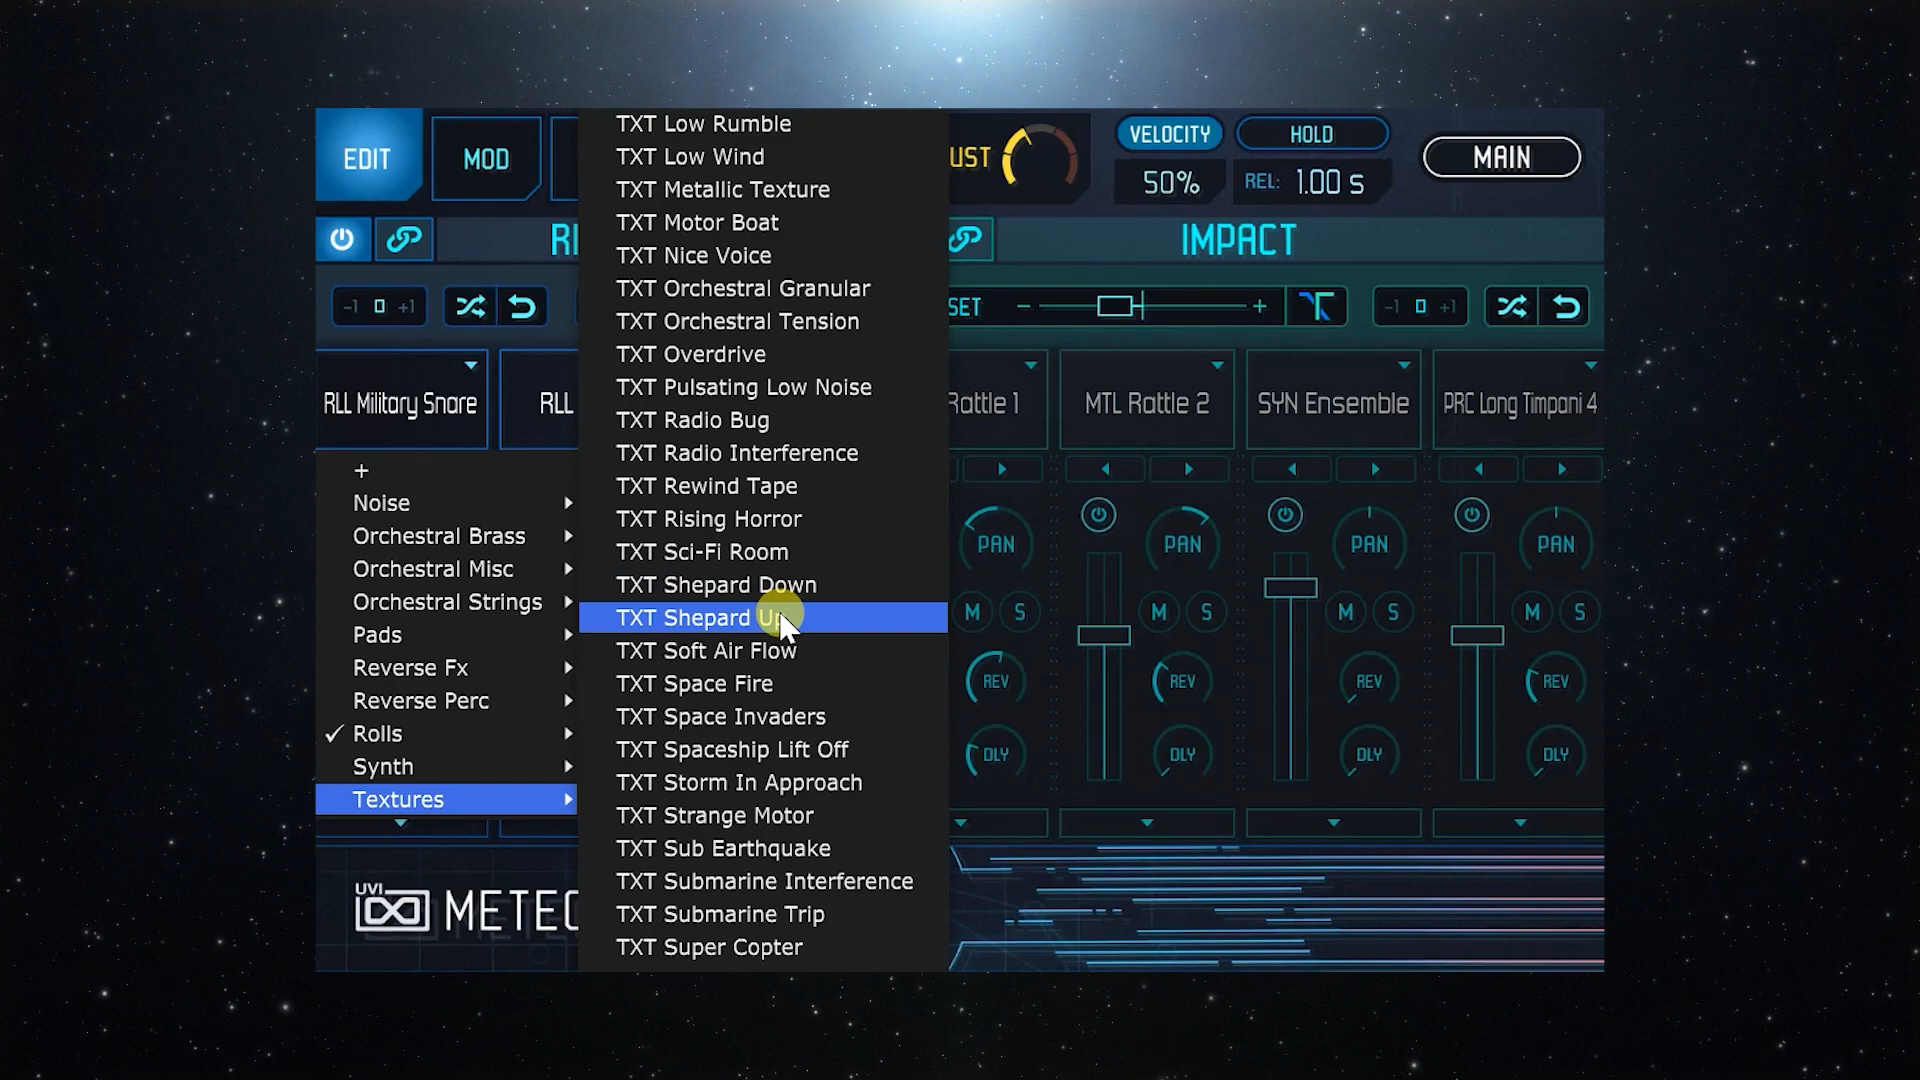 EDIT
MOD
UST
VELOCITY
50%
HOLD
REL: 1.00 s
MAIN
RI
IMPACT
-1 0 +1
SET
- +
-1 0 +1
RLL Military Snare
RLL
Rattle 1
MTL Rattle 2
SYN Ensemble
PRC Long Timpani 4
+
Noise
Orchestral Brass
Orchestral Misc
Orchestral Strings
Pads
Reverse Fx
Reverse Perc
✓ Rolls
Synth
Textures
TXT Low Rumble
TXT Low Wind
TXT Metallic Texture
TXT Motor Boat
TXT Nice Voice
TXT Orchestral Granular
TXT Orchestral Tension
TXT Overdrive
TXT Pulsating Low Noise
TXT Radio Bug
TXT Radio Interference
TXT Rewind Tape
TXT Rising Horror
TXT Sci-Fi Room
TXT Shepard Down
TXT Shepard Up
TXT Soft Air Flow
TXT Space Fire
TXT Space Invaders
TXT Spaceship Lift Off
TXT Storm In Approach
TXT Strange Motor
TXT Sub Earthquake
TXT Submarine Interference
TXT Submarine Trip
TXT Super Copter
PAN PAN PAN PAN
M S M S M S M S
REV REV REV REV
DLY DLY DLY DLY
UVI
METEO